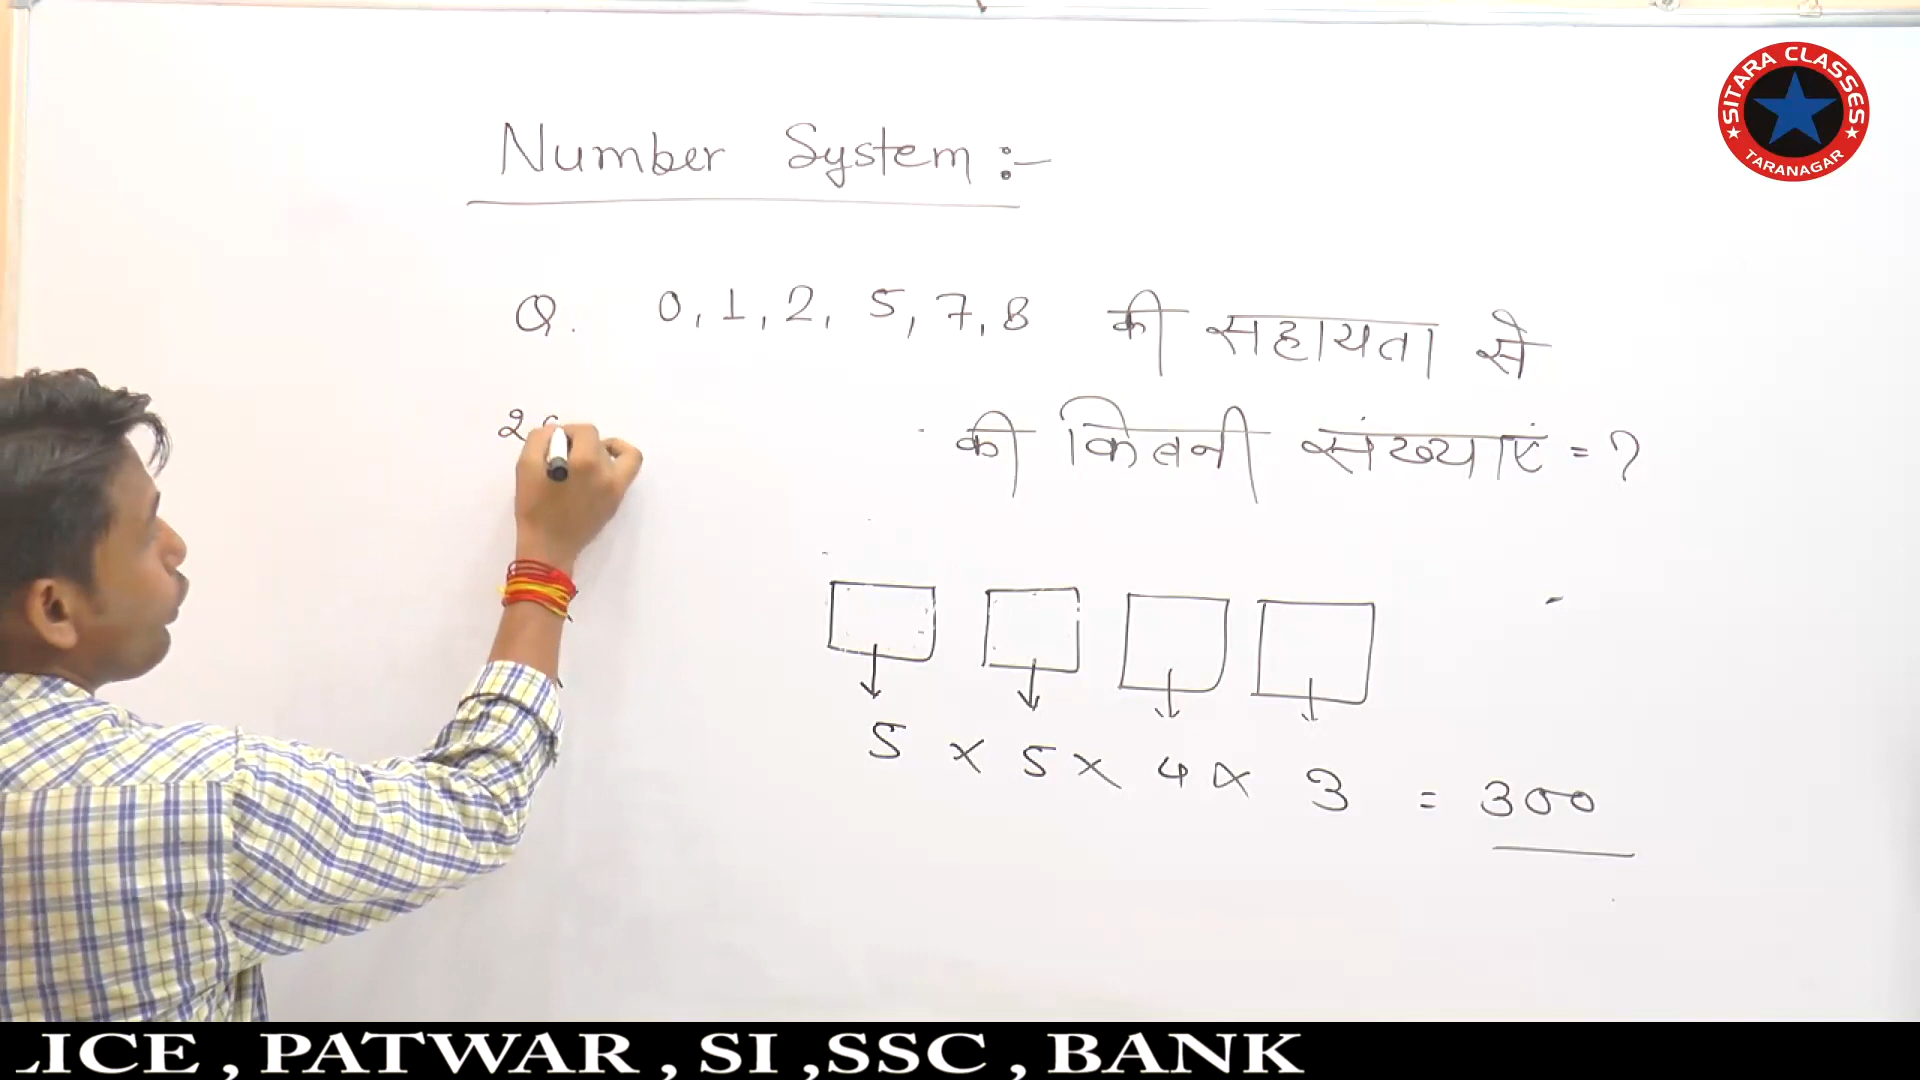 SITARA CLASSES
TARANAGAR
Number System :-
Q. 0, 1, 2, 5, 7, 8 की सहायता से
की कितनी संख्याएं = ?
5 × 5 × 4 × 3 = 300
LICE , PATWAR , SI ,SSC , BANK